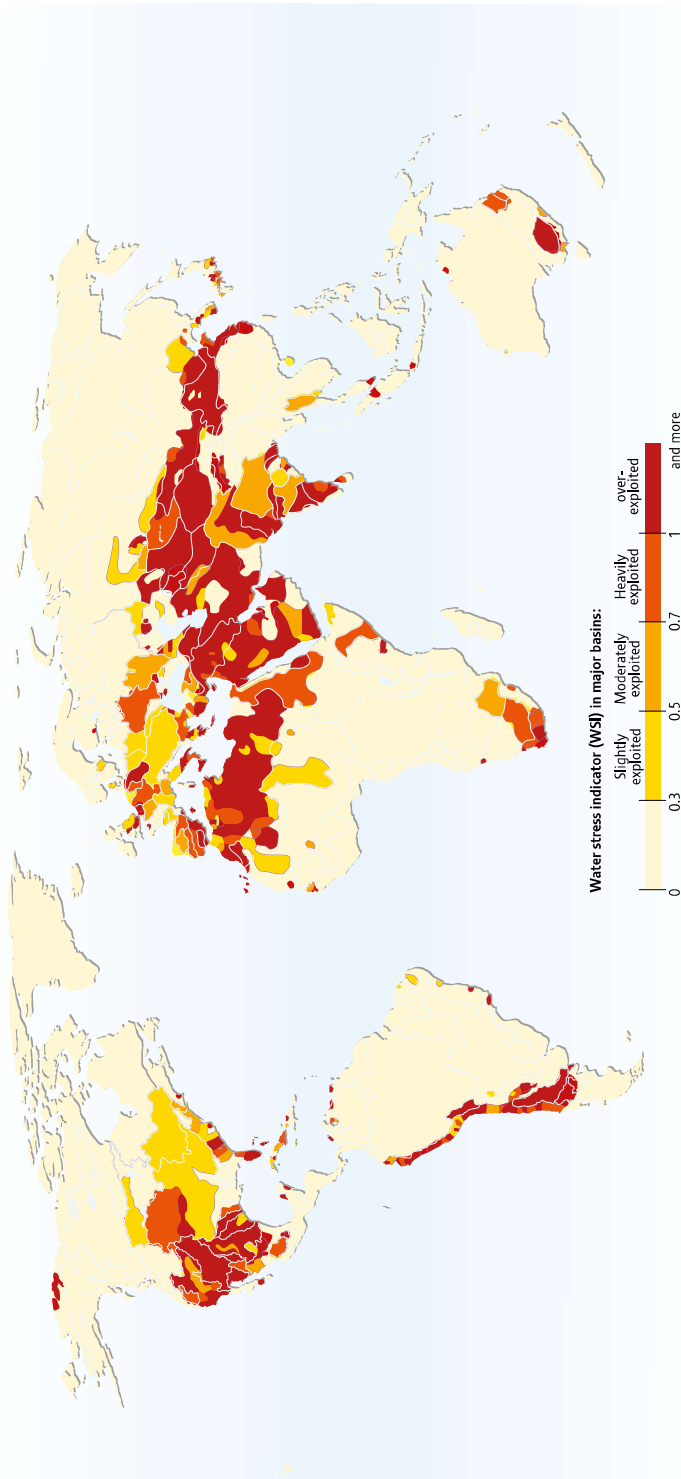 Water stress indicator (WSI) in major basins:
Slightly
exploited
Moderately
exploited
Heavily
exploited
over-
exploited
0
0.3
0.5
0.7
1
and more